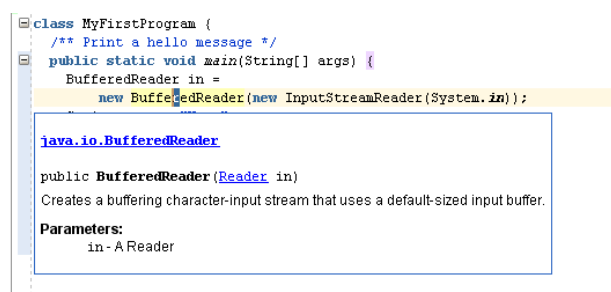 class MyFirstProgram {
/** Print a hello message */
public static void main(String[] args) {
BufferedReader in =
new BufferedReader(new InputStreamReader(System.in));
java.io.BufferedReader
public BufferedReader(Reader in)
Creates a buffering character-input stream that uses a default-sized input buffer.
Parameters:
in - A Reader